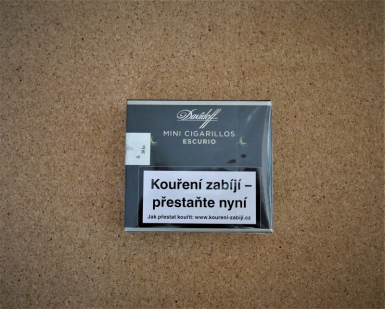 Davidoff
MINI CIGARILLOS
ESCURIO
Kouření zabíjí –
přestaňte nyní
Jak přestat kouřit: www.koureni-zabiji.cz